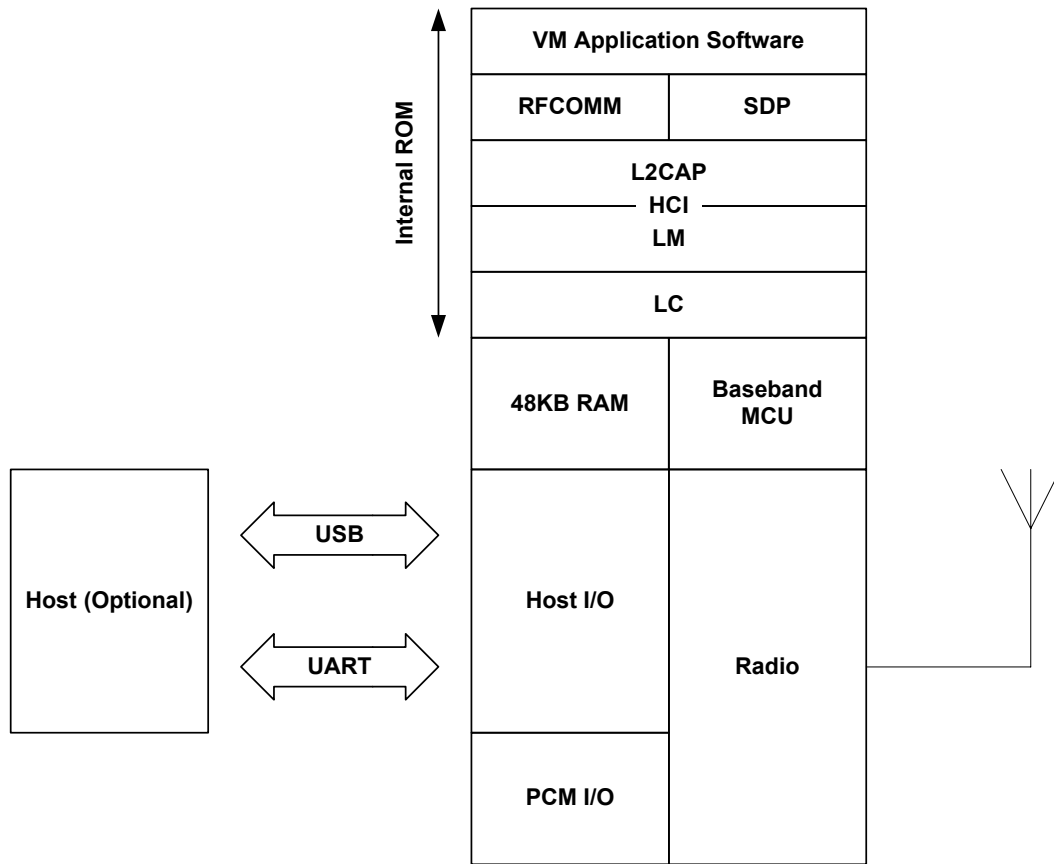 VM Application Software
RFCOMM
SDP
Internal ROM
L2CAP
HCI
LM
LC
48KB RAM
Baseband
MCU
USB
Host (Optional)
Host I/O
UART
Radio
PCM I/O